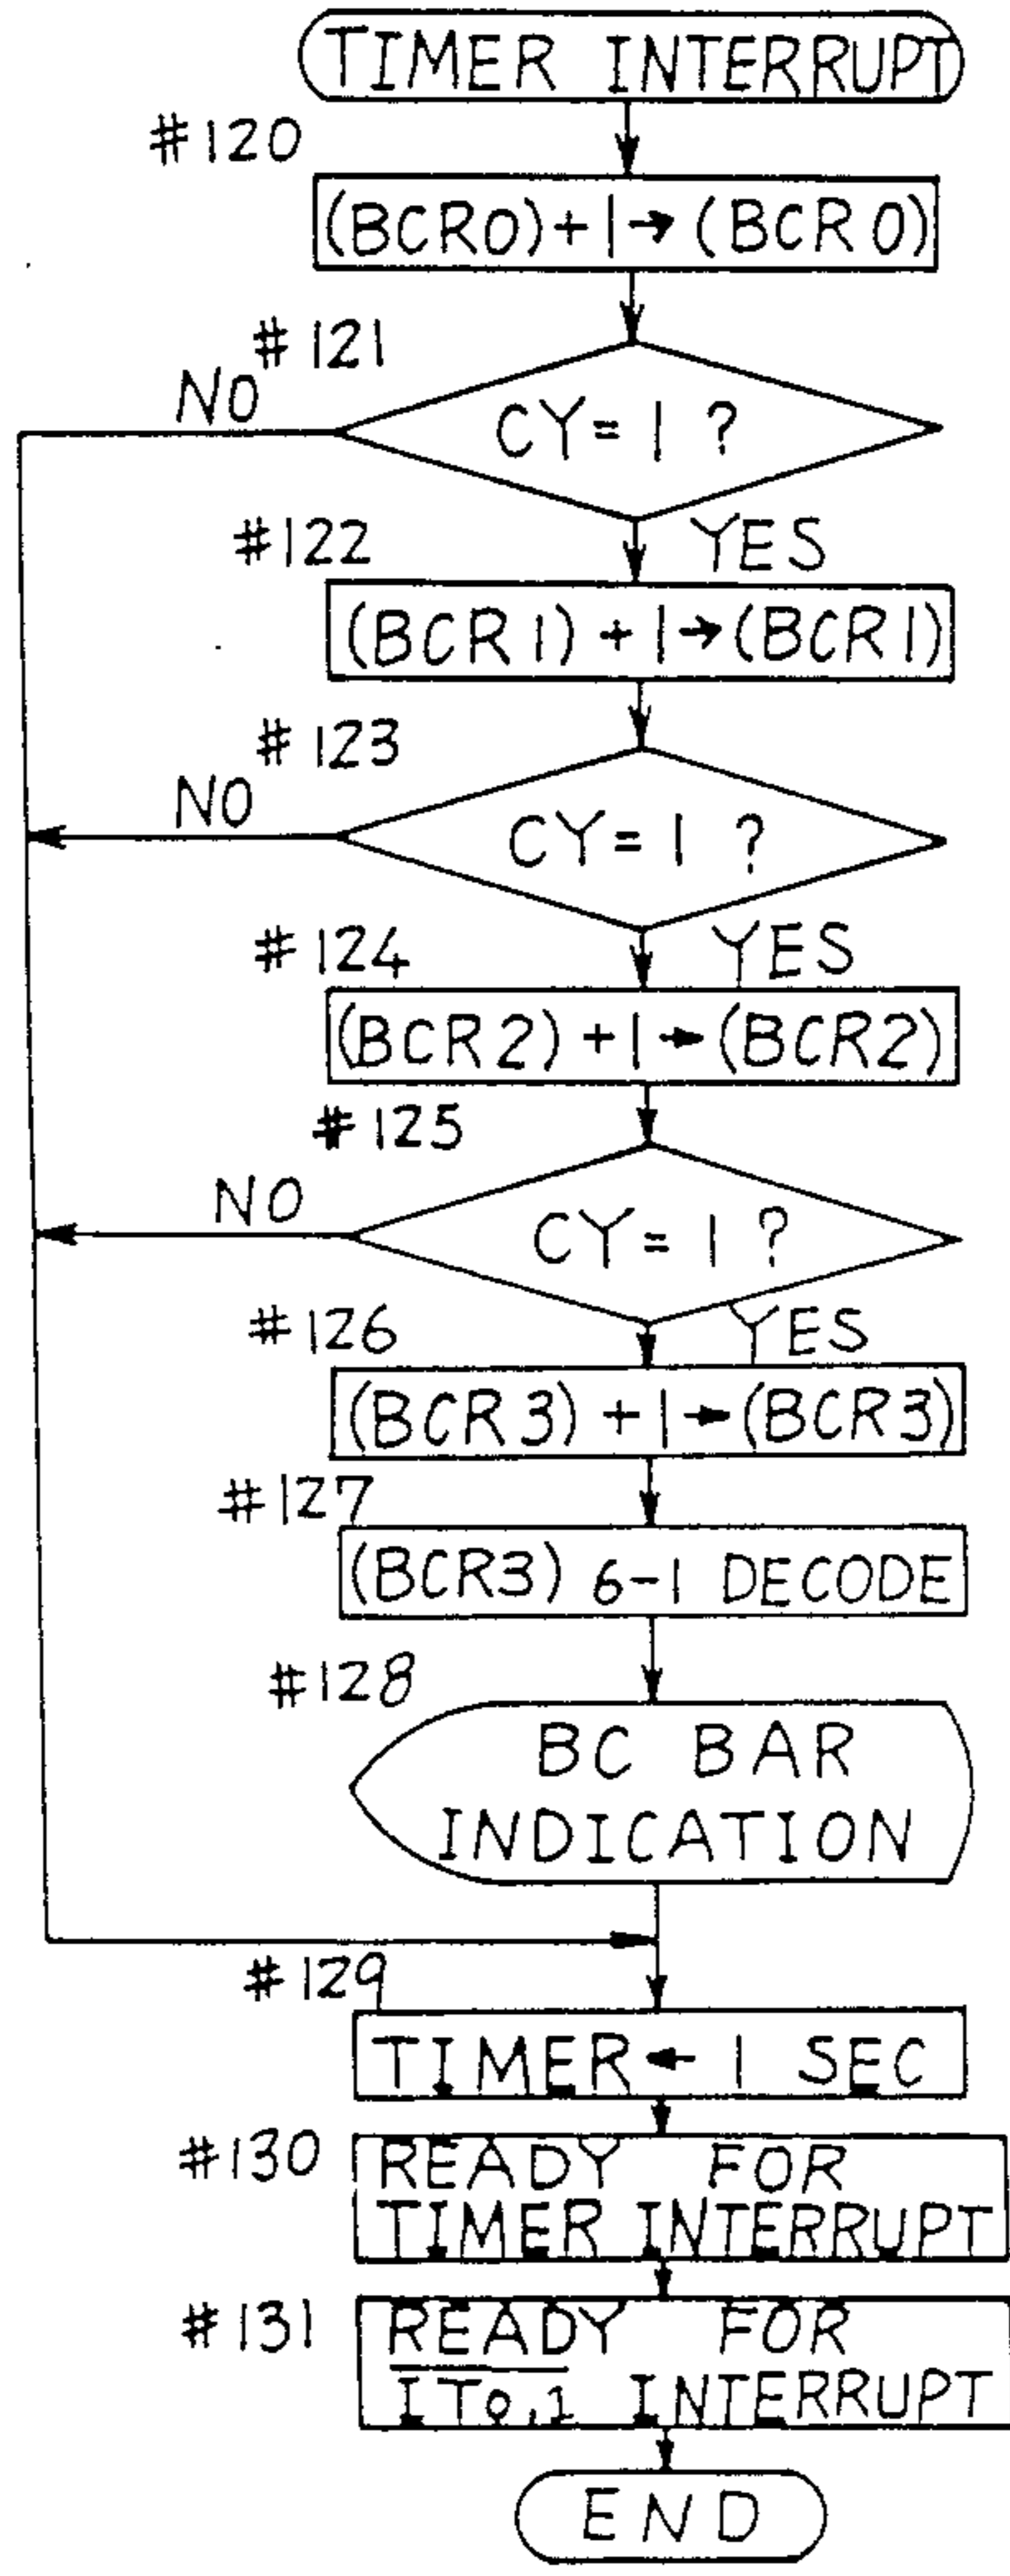 TIMER INTERRUPT
#120
(BCR0)+1→(BCR0)
#121
NO
CY=1?
#122
YES
(BCR1)+1→(BCR1)
#123
NO
CY=1?
#124
YES
(BCR2)+1→(BCR2)
#125
NO
CY=1?
#126
YES
(BCR3)+1→(BCR3)
#127
(BCR3) 6-1 DECODE
#128
BC BAR
INDICATION
#129
TIMER←1 SEC
#130
READY FOR
TIMER INTERRUPT
#131
READY FOR
I̅T̅0̅,̅1̅ INTERRUPT
END